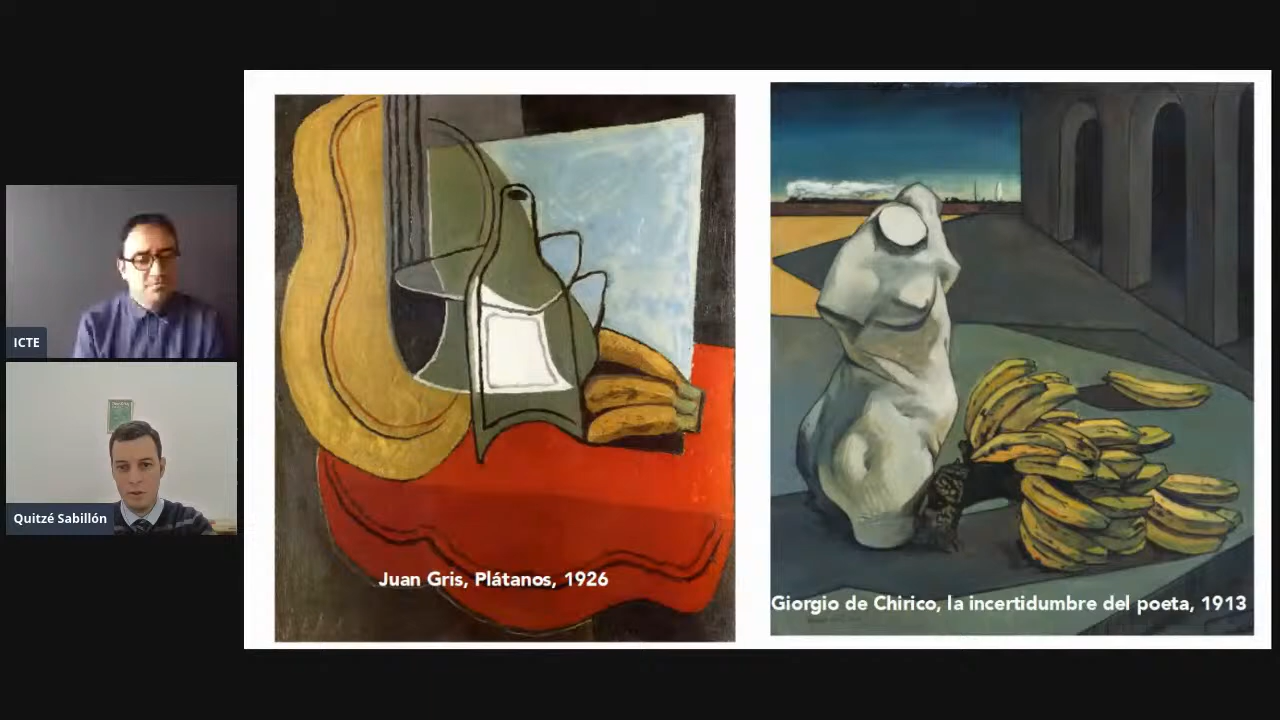 ICTE
Quitzé Sabillón
Juan Gris, Plátanos, 1926
Giorgio de Chirico, la incertidumbre del poeta, 1913